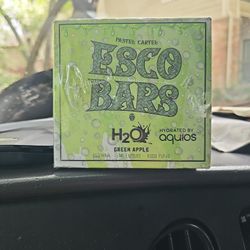 PASTEL CARTEL
ESCO
BARS
H2O
HYDRATED BY
aquios
GREEN APPLE